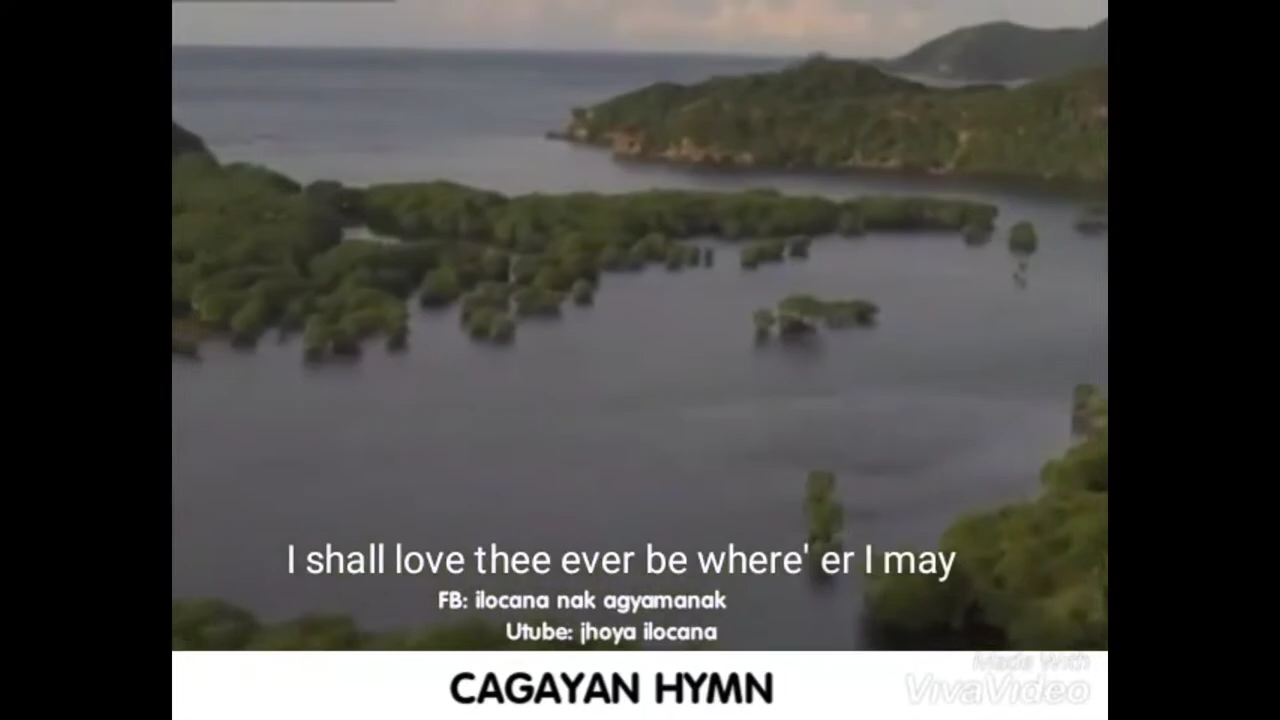 I shall love thee ever be where' er I may
FB: ilocana nak agyamanak
Utube: jhoya ilocana
CAGAYAN HYMN
Made With
VivaVideo